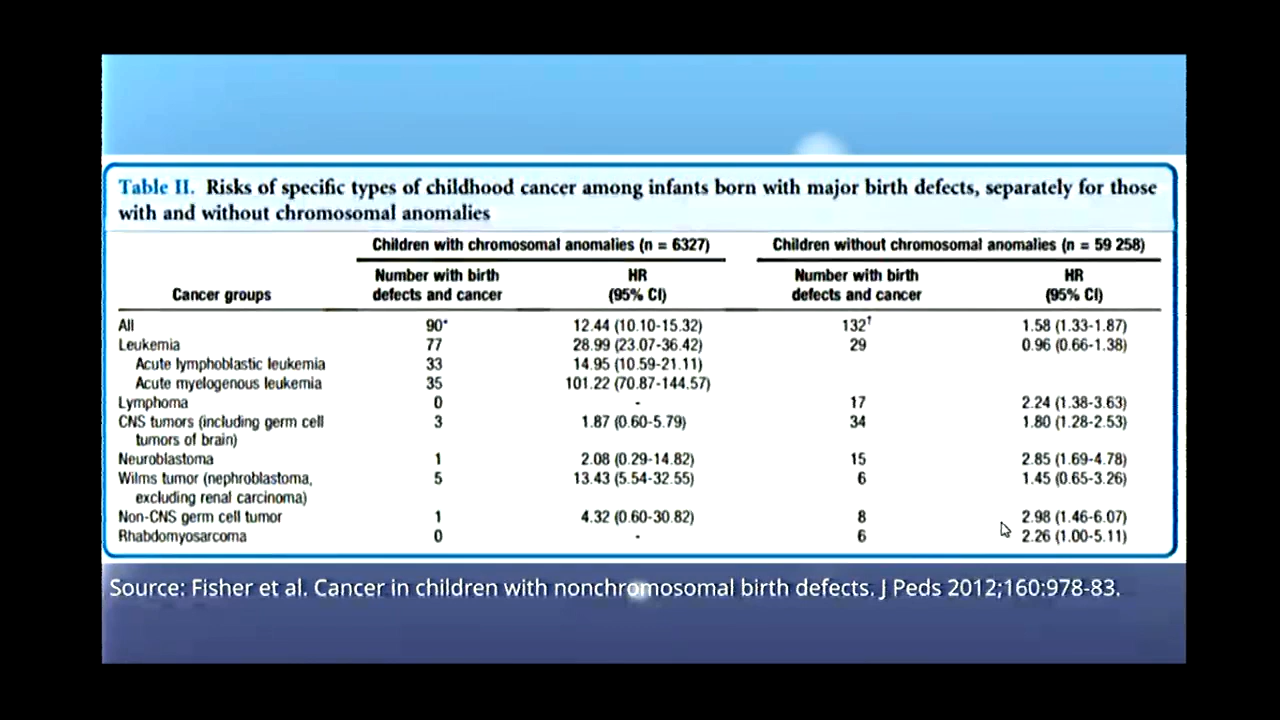 Table II. Risks of specific types of childhood cancer among infants born with major birth defects, separately for those
with and without chromosomal anomalies
Children with chromosomal anomalies (n = 6327) Children without chromosomal anomalies (n = 59 258)
Number with birth HR Number with birth HR
Cancer groups defects and cancer (95% CI) defects and cancer (95% CI)
All 90* 12.44 (10.10-15.32) 132† 1.58 (1.33-1.87)
Leukemia 77 28.99 (23.07-36.42) 29 0.96 (0.66-1.38)
Acute lymphoblastic leukemia 33 14.95 (10.59-21.11)
Acute myelogenous leukemia 35 101.22 (70.87-144.57)
Lymphoma 0 - 17 2.24 (1.38-3.63)
CNS tumors (including germ cell 3 1.87 (0.60-5.79) 34 1.80 (1.28-2.53)
tumors of brain)
Neuroblastoma 1 2.08 (0.29-14.82) 15 2.85 (1.69-4.78)
Wilms tumor (nephroblastoma, 5 13.43 (5.54-32.55) 6 1.45 (0.65-3.26)
excluding renal carcinoma)
Non-CNS germ cell tumor 1 4.32 (0.60-30.82) 8 2.98 (1.46-6.07)
Rhabdomyosarcoma 0 - 6 2.26 (1.00-5.11)
Source: Fisher et al. Cancer in children with nonchromosomal birth defects. J Peds 2012;160:978-83.